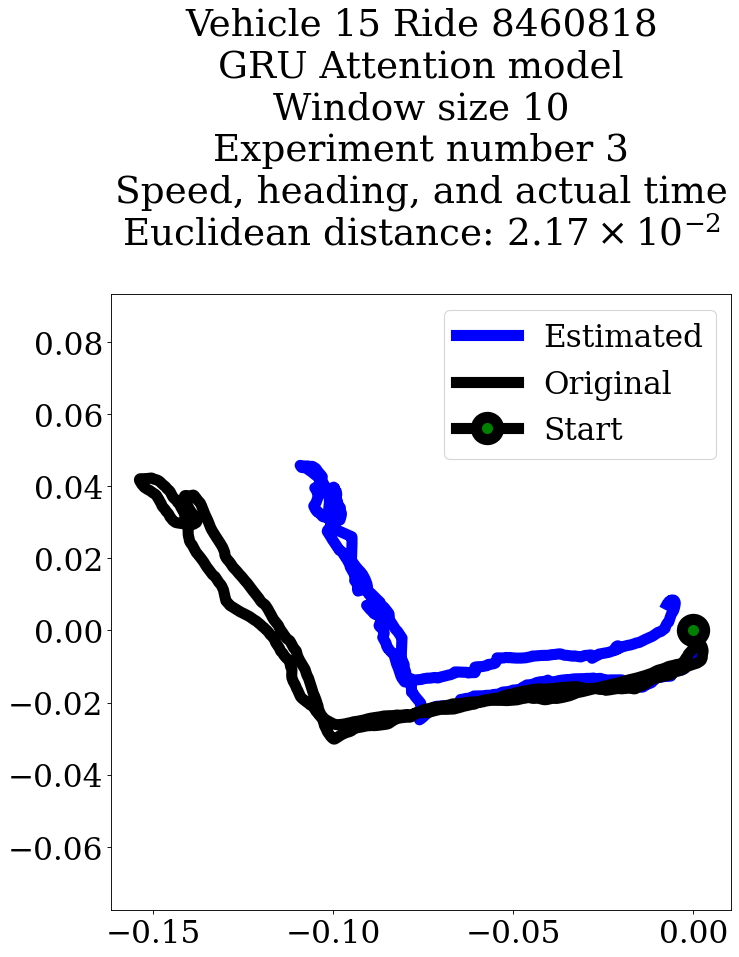 Vehicle 15 Ride 8460818
GRU Attention model
Window size 10
Experiment number 3
Speed, heading, and actual time
Euclidean distance: 2.17 × 10⁻²
Estimated
Original
Start
0.08
0.06
0.04
0.02
0.00
−0.02
−0.04
−0.06
−0.15 −0.10 −0.05 0.00